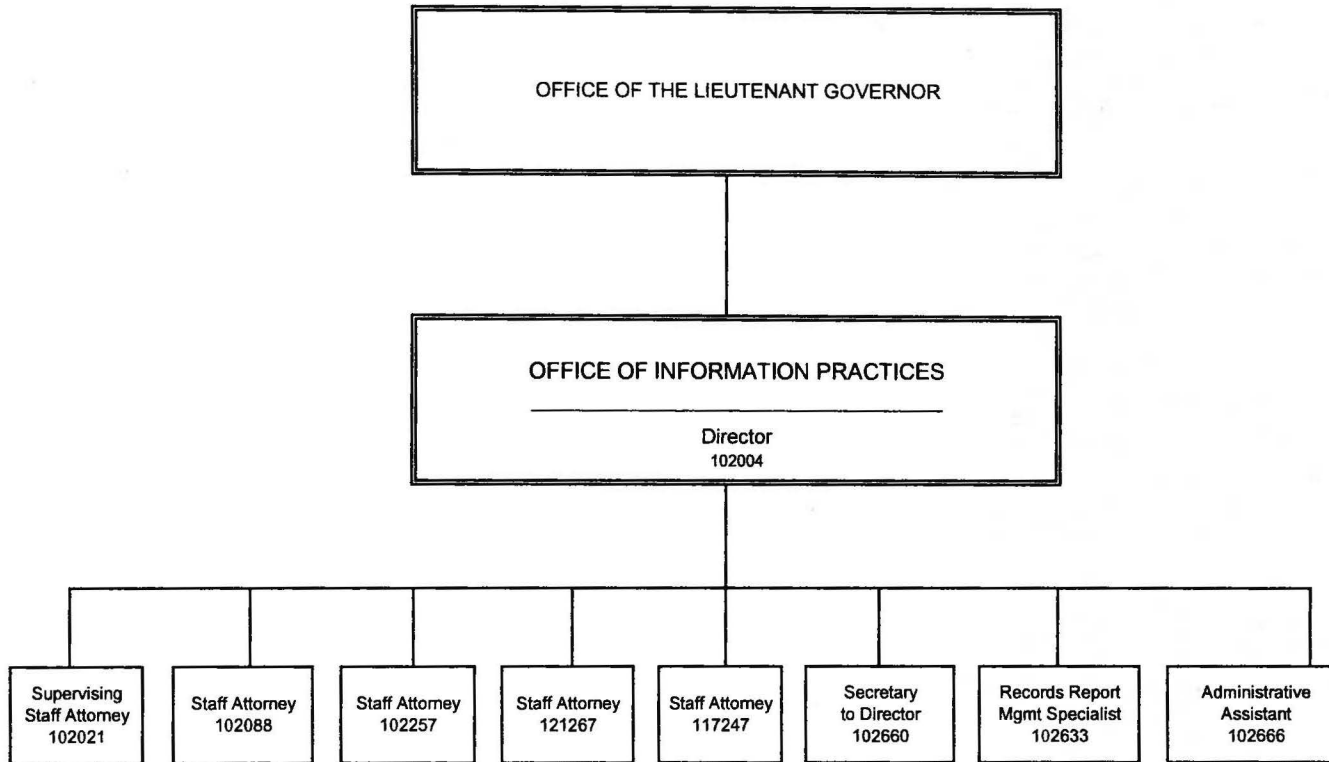 OFFICE OF THE LIEUTENANT GOVERNOR
OFFICE OF INFORMATION PRACTICES
Director
102004
Supervising
Staff Attorney
102021
Staff Attorney
102088
Staff Attorney
102257
Staff Attorney
121267
Staff Attorney
117247
Secretary
to Director
102660
Records Report
Mgmt Specialist
102633
Administrative
Assistant
102666